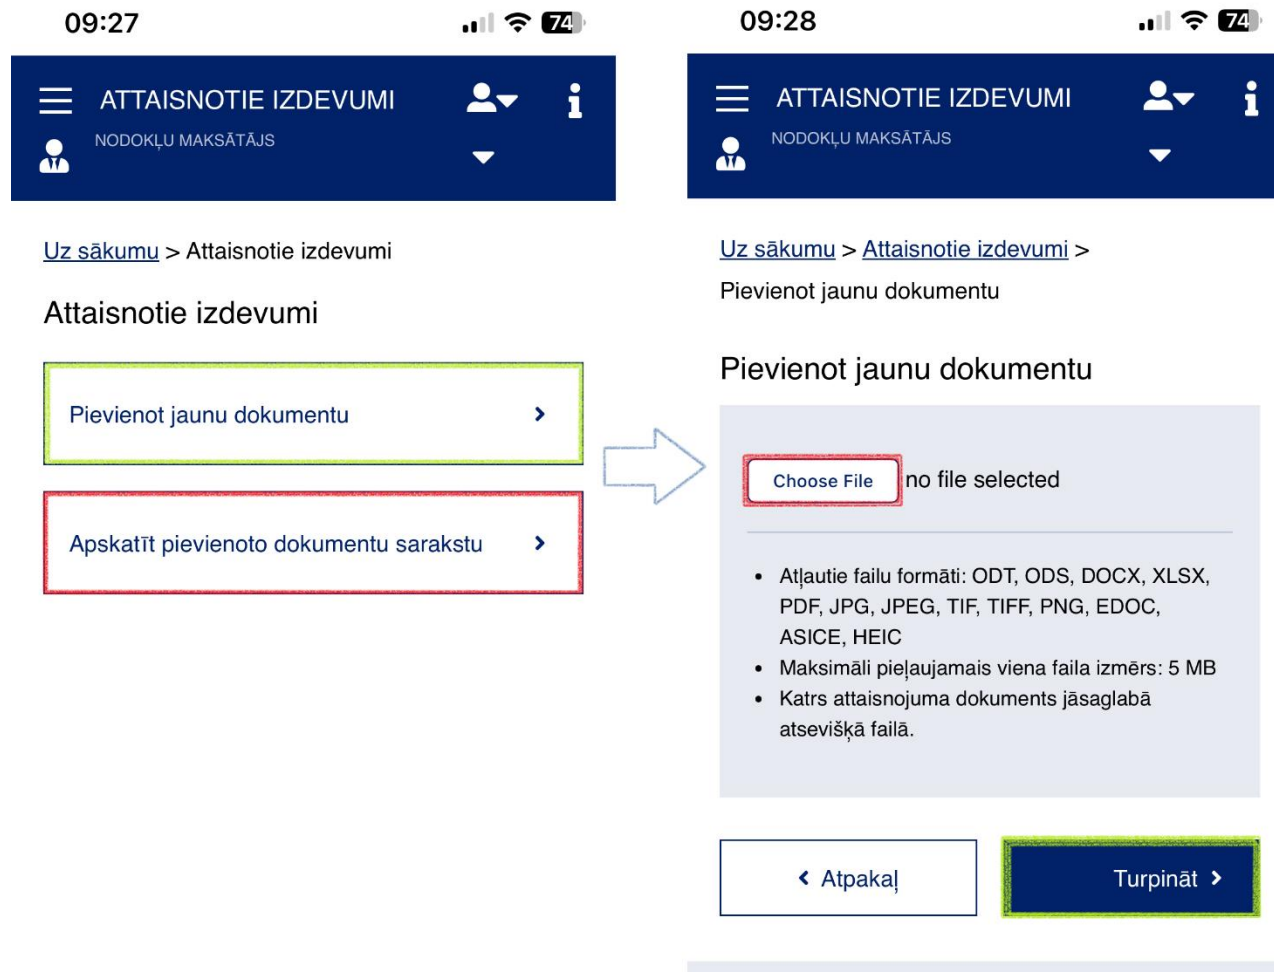 09:27
74
ATTAISNOTIE IZDEVUMI
NODOKĻU MAKSĀTĀJS
Uz sākumu > Attaisnotie izdevumi
Attaisnotie izdevumi
Pievienot jaunu dokumentu
Apskatīt pievienoto dokumentu sarakstu
09:28
74
ATTAISNOTIE IZDEVUMI
NODOKĻU MAKSĀTĀJS
Uz sākumu > Attaisnotie izdevumi >
Pievienot jaunu dokumentu
Pievienot jaunu dokumentu
Choose File no file selected
• Atļautie failu formāti: ODT, ODS, DOCX, XLSX,
PDF, JPG, JPEG, TIF, TIFF, PNG, EDOC,
ASICE, HEIC
• Maksimāli pieļaujamais viena faila izmērs: 5 MB
• Katrs attaisnojuma dokuments jāsaglabā
atsevišķā failā.
Atpakaļ
Turpināt